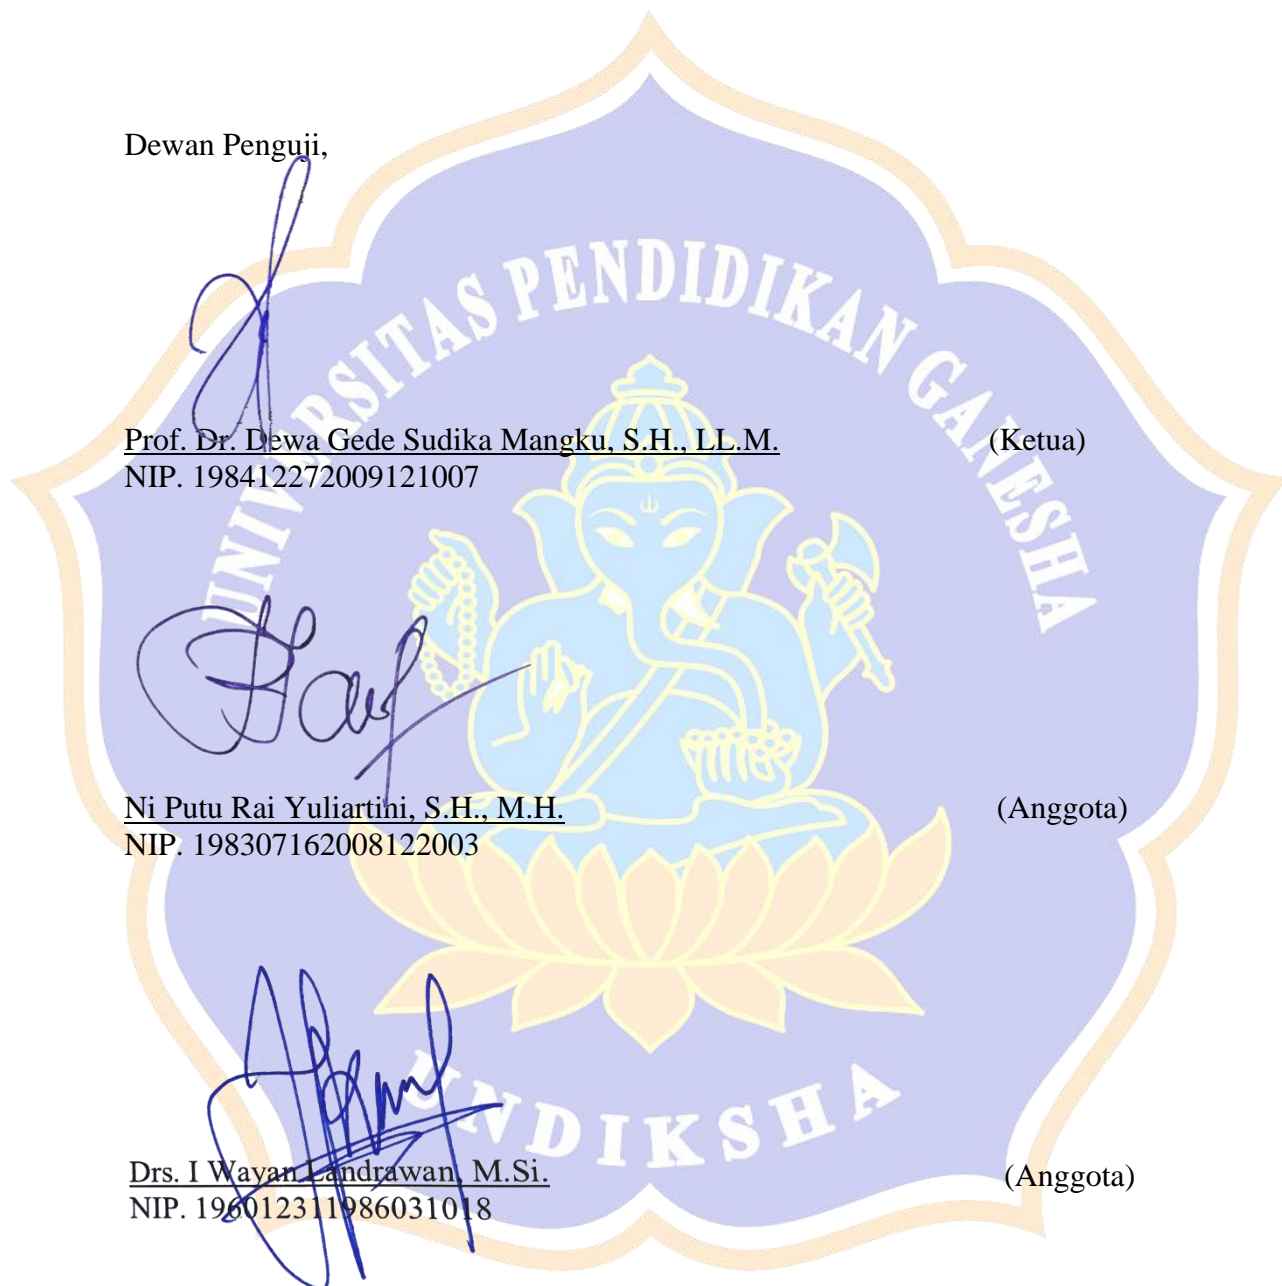 Dewan Penguji,
UNIVERSITAS PENDIDIKAN GANESHA
Prof. Dr. Dewa Gede Sudika Mangku, S.H., LL.M. (Ketua)
NIP. 198412272009121007
Ni Putu Rai Yuliartini, S.H., M.H. (Anggota)
NIP. 198307162008122003
UNDIKSHA
Drs. I Wayan Landrawan, M.Si. (Anggota)
NIP. 196012311986031018